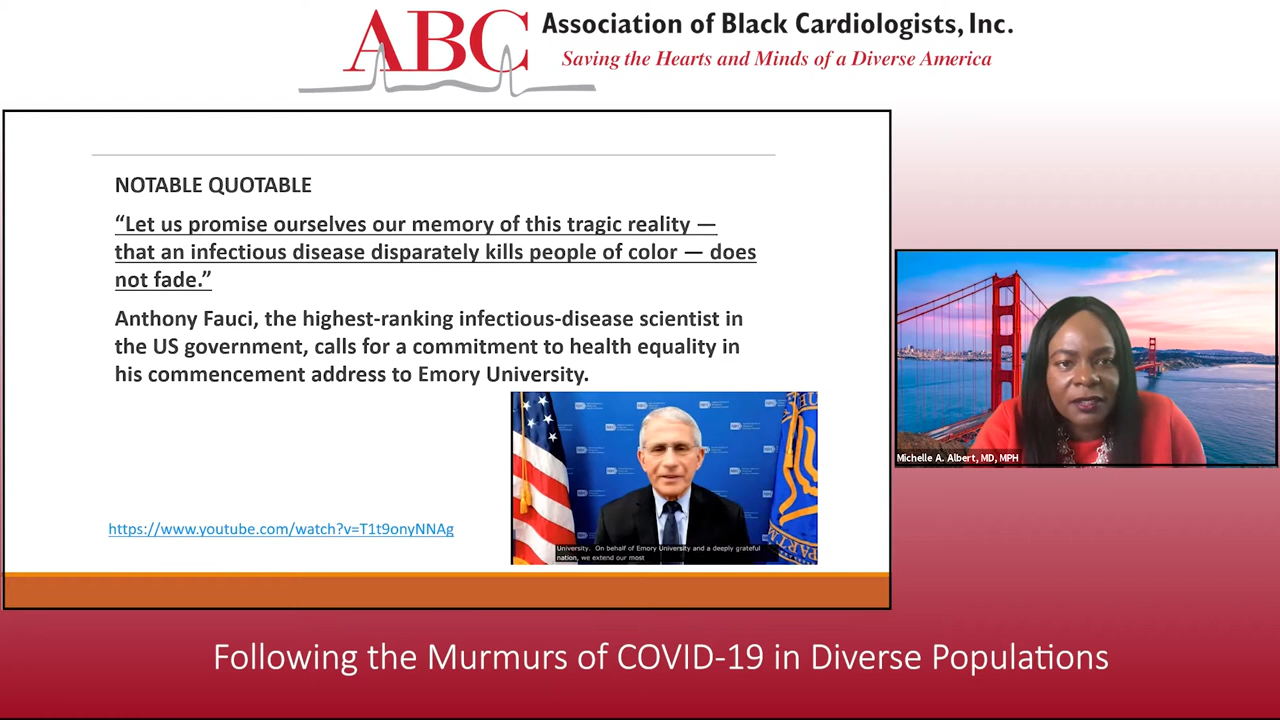 ABC
Association of Black Cardiologists, Inc.
Saving the Hearts and Minds of a Diverse America
NOTABLE QUOTABLE
“Let us promise ourselves our memory of this tragic reality —
that an infectious disease disparately kills people of color — does
not fade.”
Anthony Fauci, the highest-ranking infectious-disease scientist in
the US government, calls for a commitment to health equality in
his commencement address to Emory University.
University. On behalf of Emory University and a deeply grateful
nation, we extend our most
https://www.youtube.com/watch?v=T1t9onyNNAg
Michelle A. Albert, MD, MPH
Following the Murmurs of COVID-19 in Diverse Populations